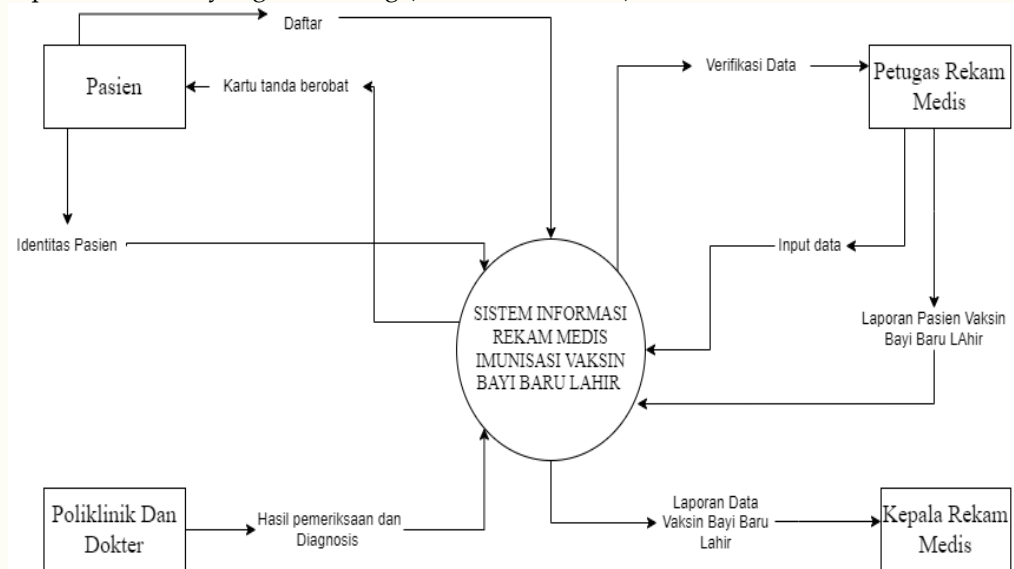 Daftar
Pasien
Kartu tanda berobat
Verifikasi Data
Petugas Rekam
Medis
Identitas Pasien
Input data
SISTEM INFORMASI
REKAM MEDIS
IMUNISASI VAKSIN
BAYI BARU LAHIR
Laporan Pasien Vaksin
Bayi Baru LAhir
Poliklinik Dan
Dokter
Hasil pemeriksaan dan
Diagnosis
Laporan Data
Vaksin Bayi Baru
Lahir
Kepala Rekam
Medis